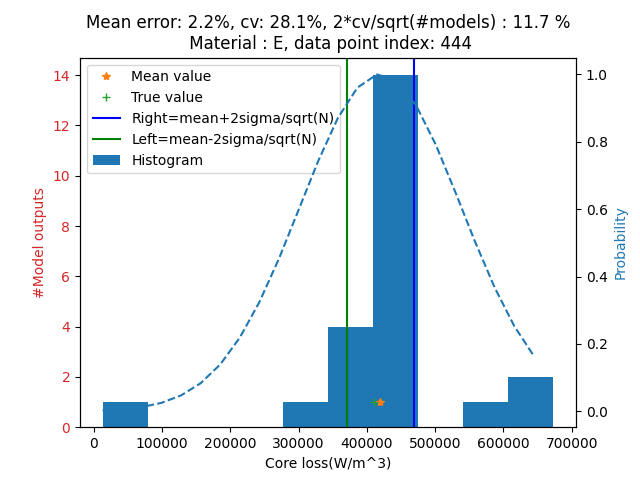 Mean error: 2.2%, cv: 28.1%, 2*cv/sqrt(#models) : 11.7 %
Material : E, data point index: 444
Mean value
True value
Right=mean+2sigma/sqrt(N)
Left=mean-2sigma/sqrt(N)
Histogram
14
12
10
8
6
4
2
0
#Model outputs
1.0
0.8
0.6
0.4
0.2
0.0
Probability
0 100000 200000 300000 400000 500000 600000 700000
Core loss(W/m^3)